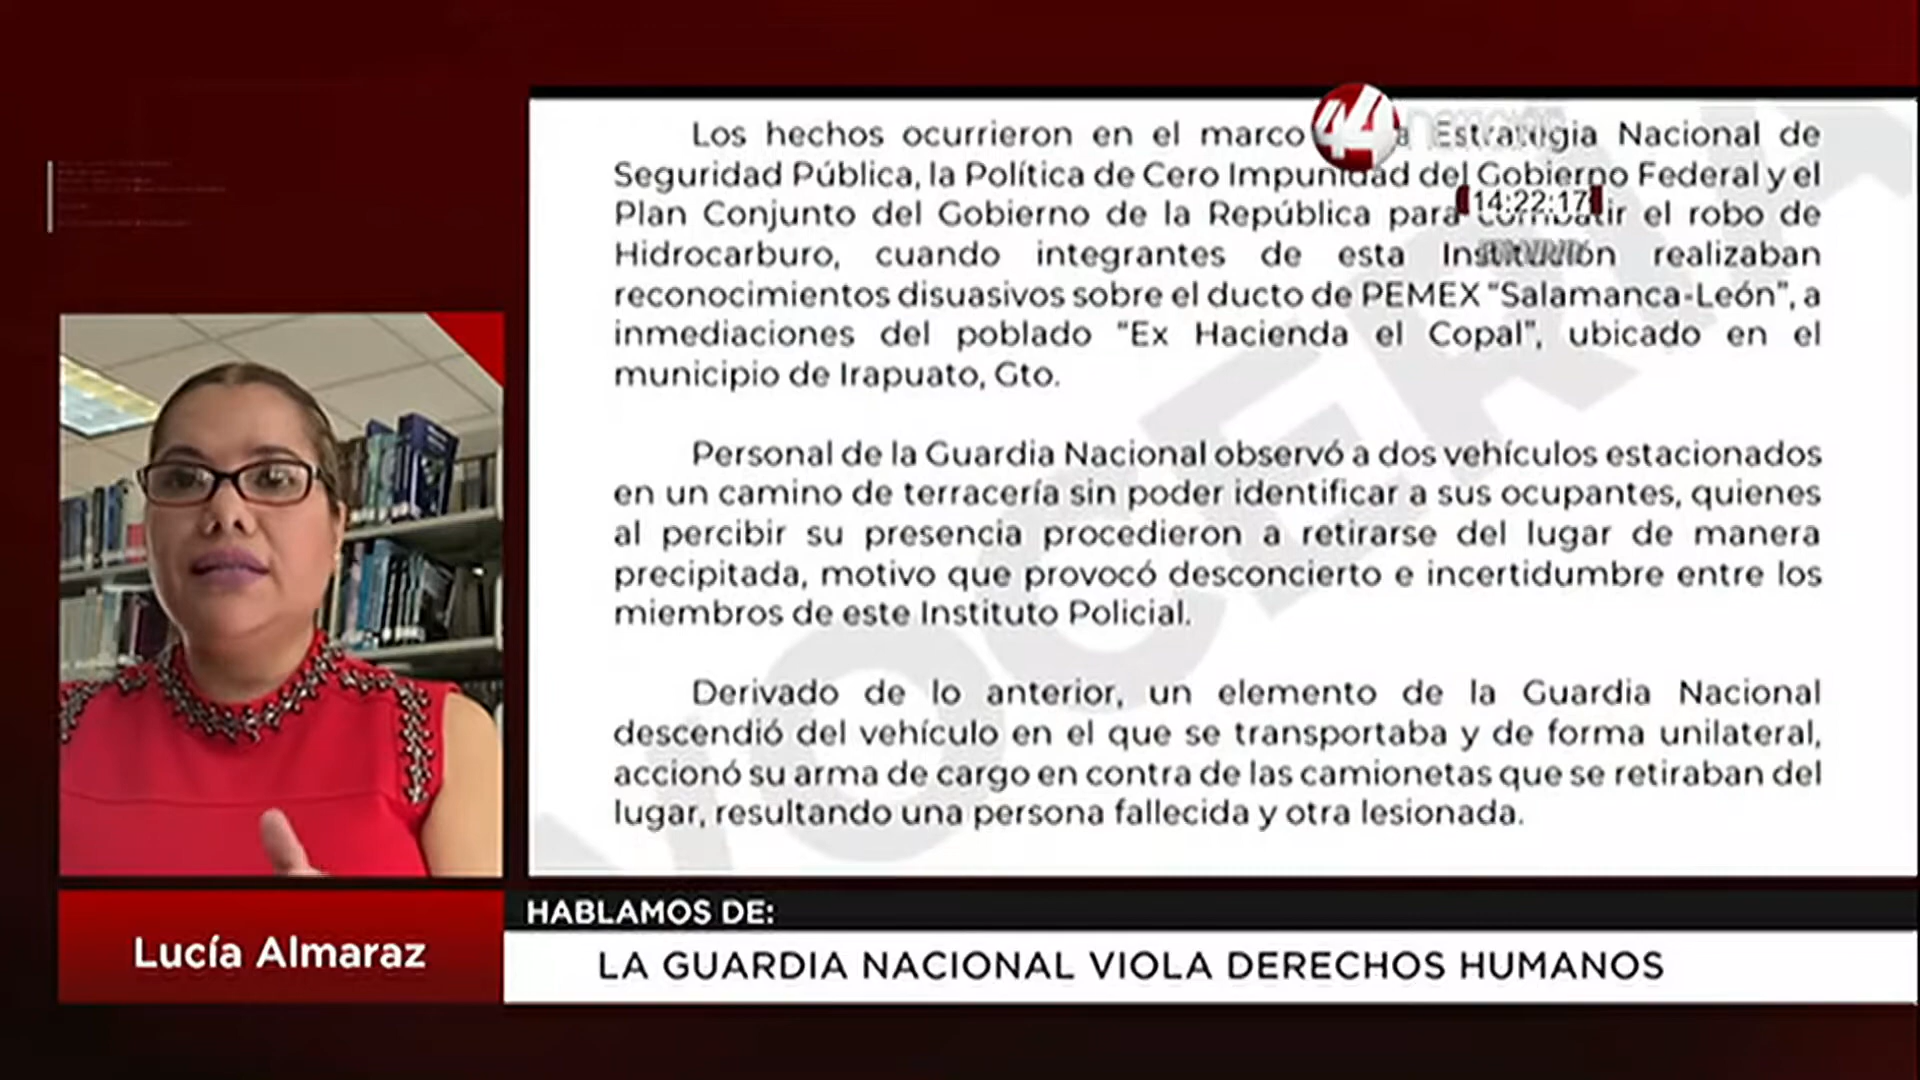 Los hechos ocurrieron en el marco a Estrategia Nacional de
Seguridad Pública, la Política de Cero Impunidad del Gobierno Federal y el
Plan Conjunto del Gobierno de la República para combatir el robo de
Hidrocarburo, cuando integrantes de esta Institución realizaban
reconocimientos disuasivos sobre el ducto de PEMEX “Salamanca-León”, a
inmediaciones del poblado “Ex Hacienda el Copal”, ubicado en el
municipio de Irapuato, Gto.
Personal de la Guardia Nacional observó a dos vehículos estacionados
en un camino de terracería sin poder identificar a sus ocupantes, quienes
al percibir su presencia procedieron a retirarse del lugar de manera
precipitada, motivo que provocó desconcierto e incertidumbre entre los
miembros de este Instituto Policial.
Derivado de lo anterior, un elemento de la Guardia Nacional
descendió del vehículo en el que se transportaba y de forma unilateral,
accionó su arma de cargo en contra de las camionetas que se retiraban del
lugar, resultando una persona fallecida y otra lesionada.
44
14:22:17
Lucía Almaraz
HABLAMOS DE:
LA GUARDIA NACIONAL VIOLA DERECHOS HUMANOS